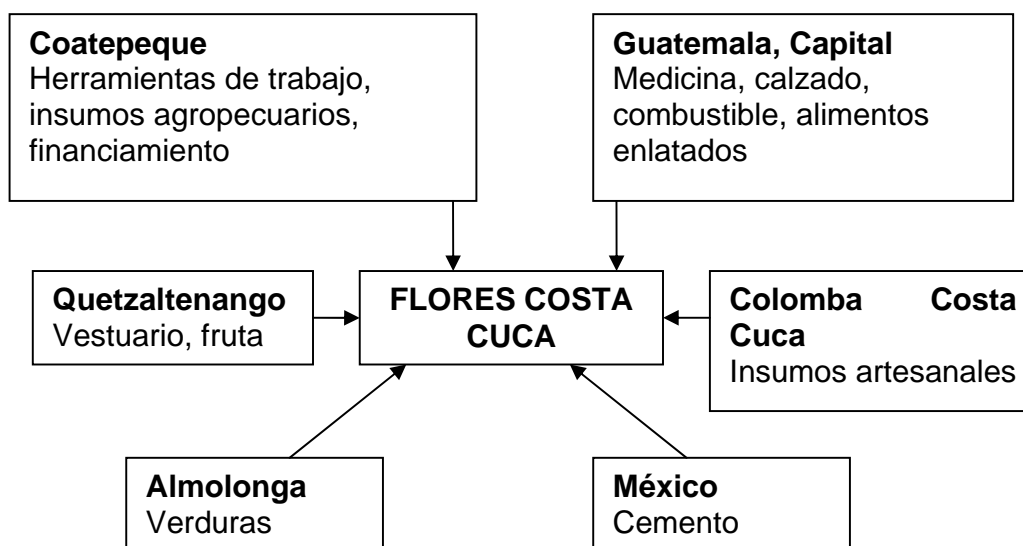 Coatepeque
Herramientas de trabajo,
insumos agropecuarios,
financiamiento
Guatemala, Capital
Medicina, calzado,
combustible, alimentos
enlatados
Quetzaltenango
Vestuario, fruta
FLORES COSTA
CUCA
Colomba Costa
Cuca
Insumos artesanales
Almolonga
Verduras
México
Cemento